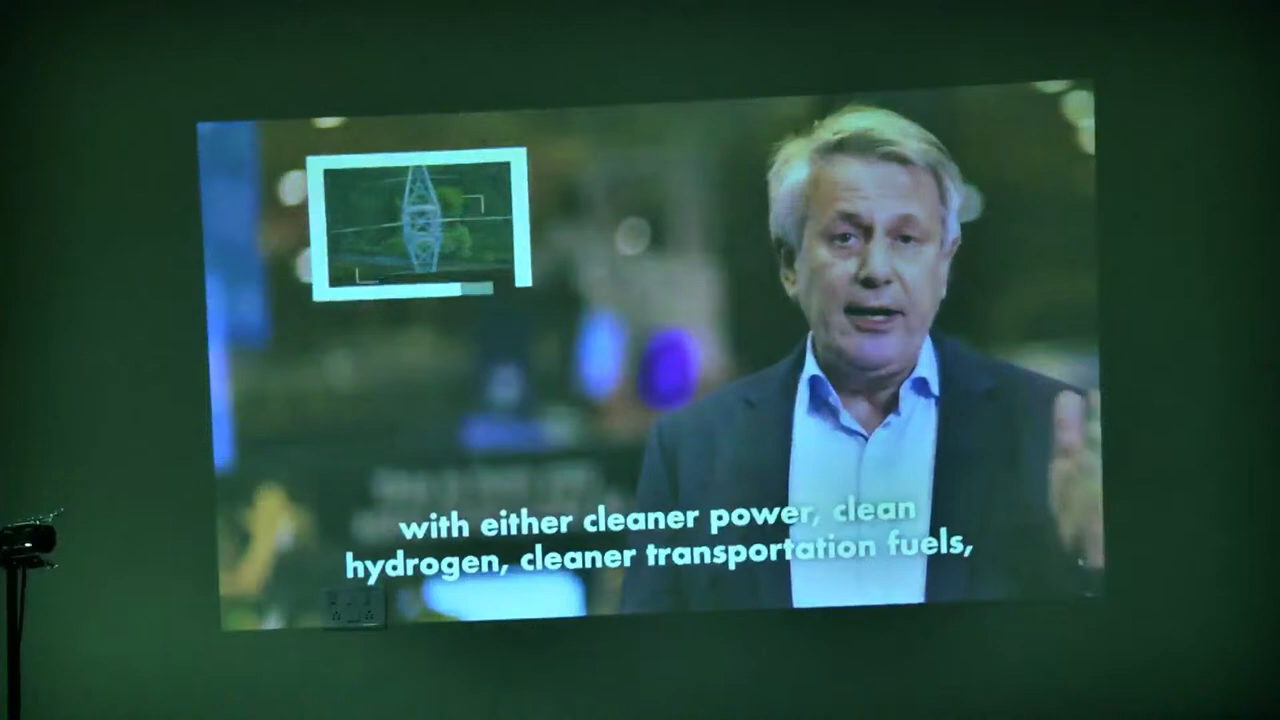 with either cleaner power, clean
hydrogen, cleaner transportation fuels,